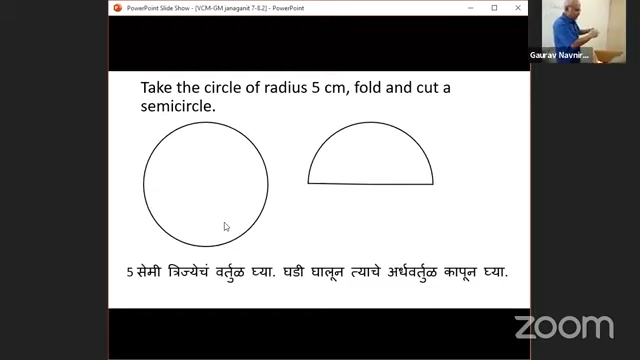 PowerPoint Slide Show - [VCM-GM janaganit 7-8.2] - PowerPoint
Gaurav Navnir...
Take the circle of radius 5 cm, fold and cut a
semicircle.
5 सेमी त्रिज्येचं वर्तुळ घ्या. घडी घालून त्याचे अर्धवर्तुळ कापून घ्या.
zoom